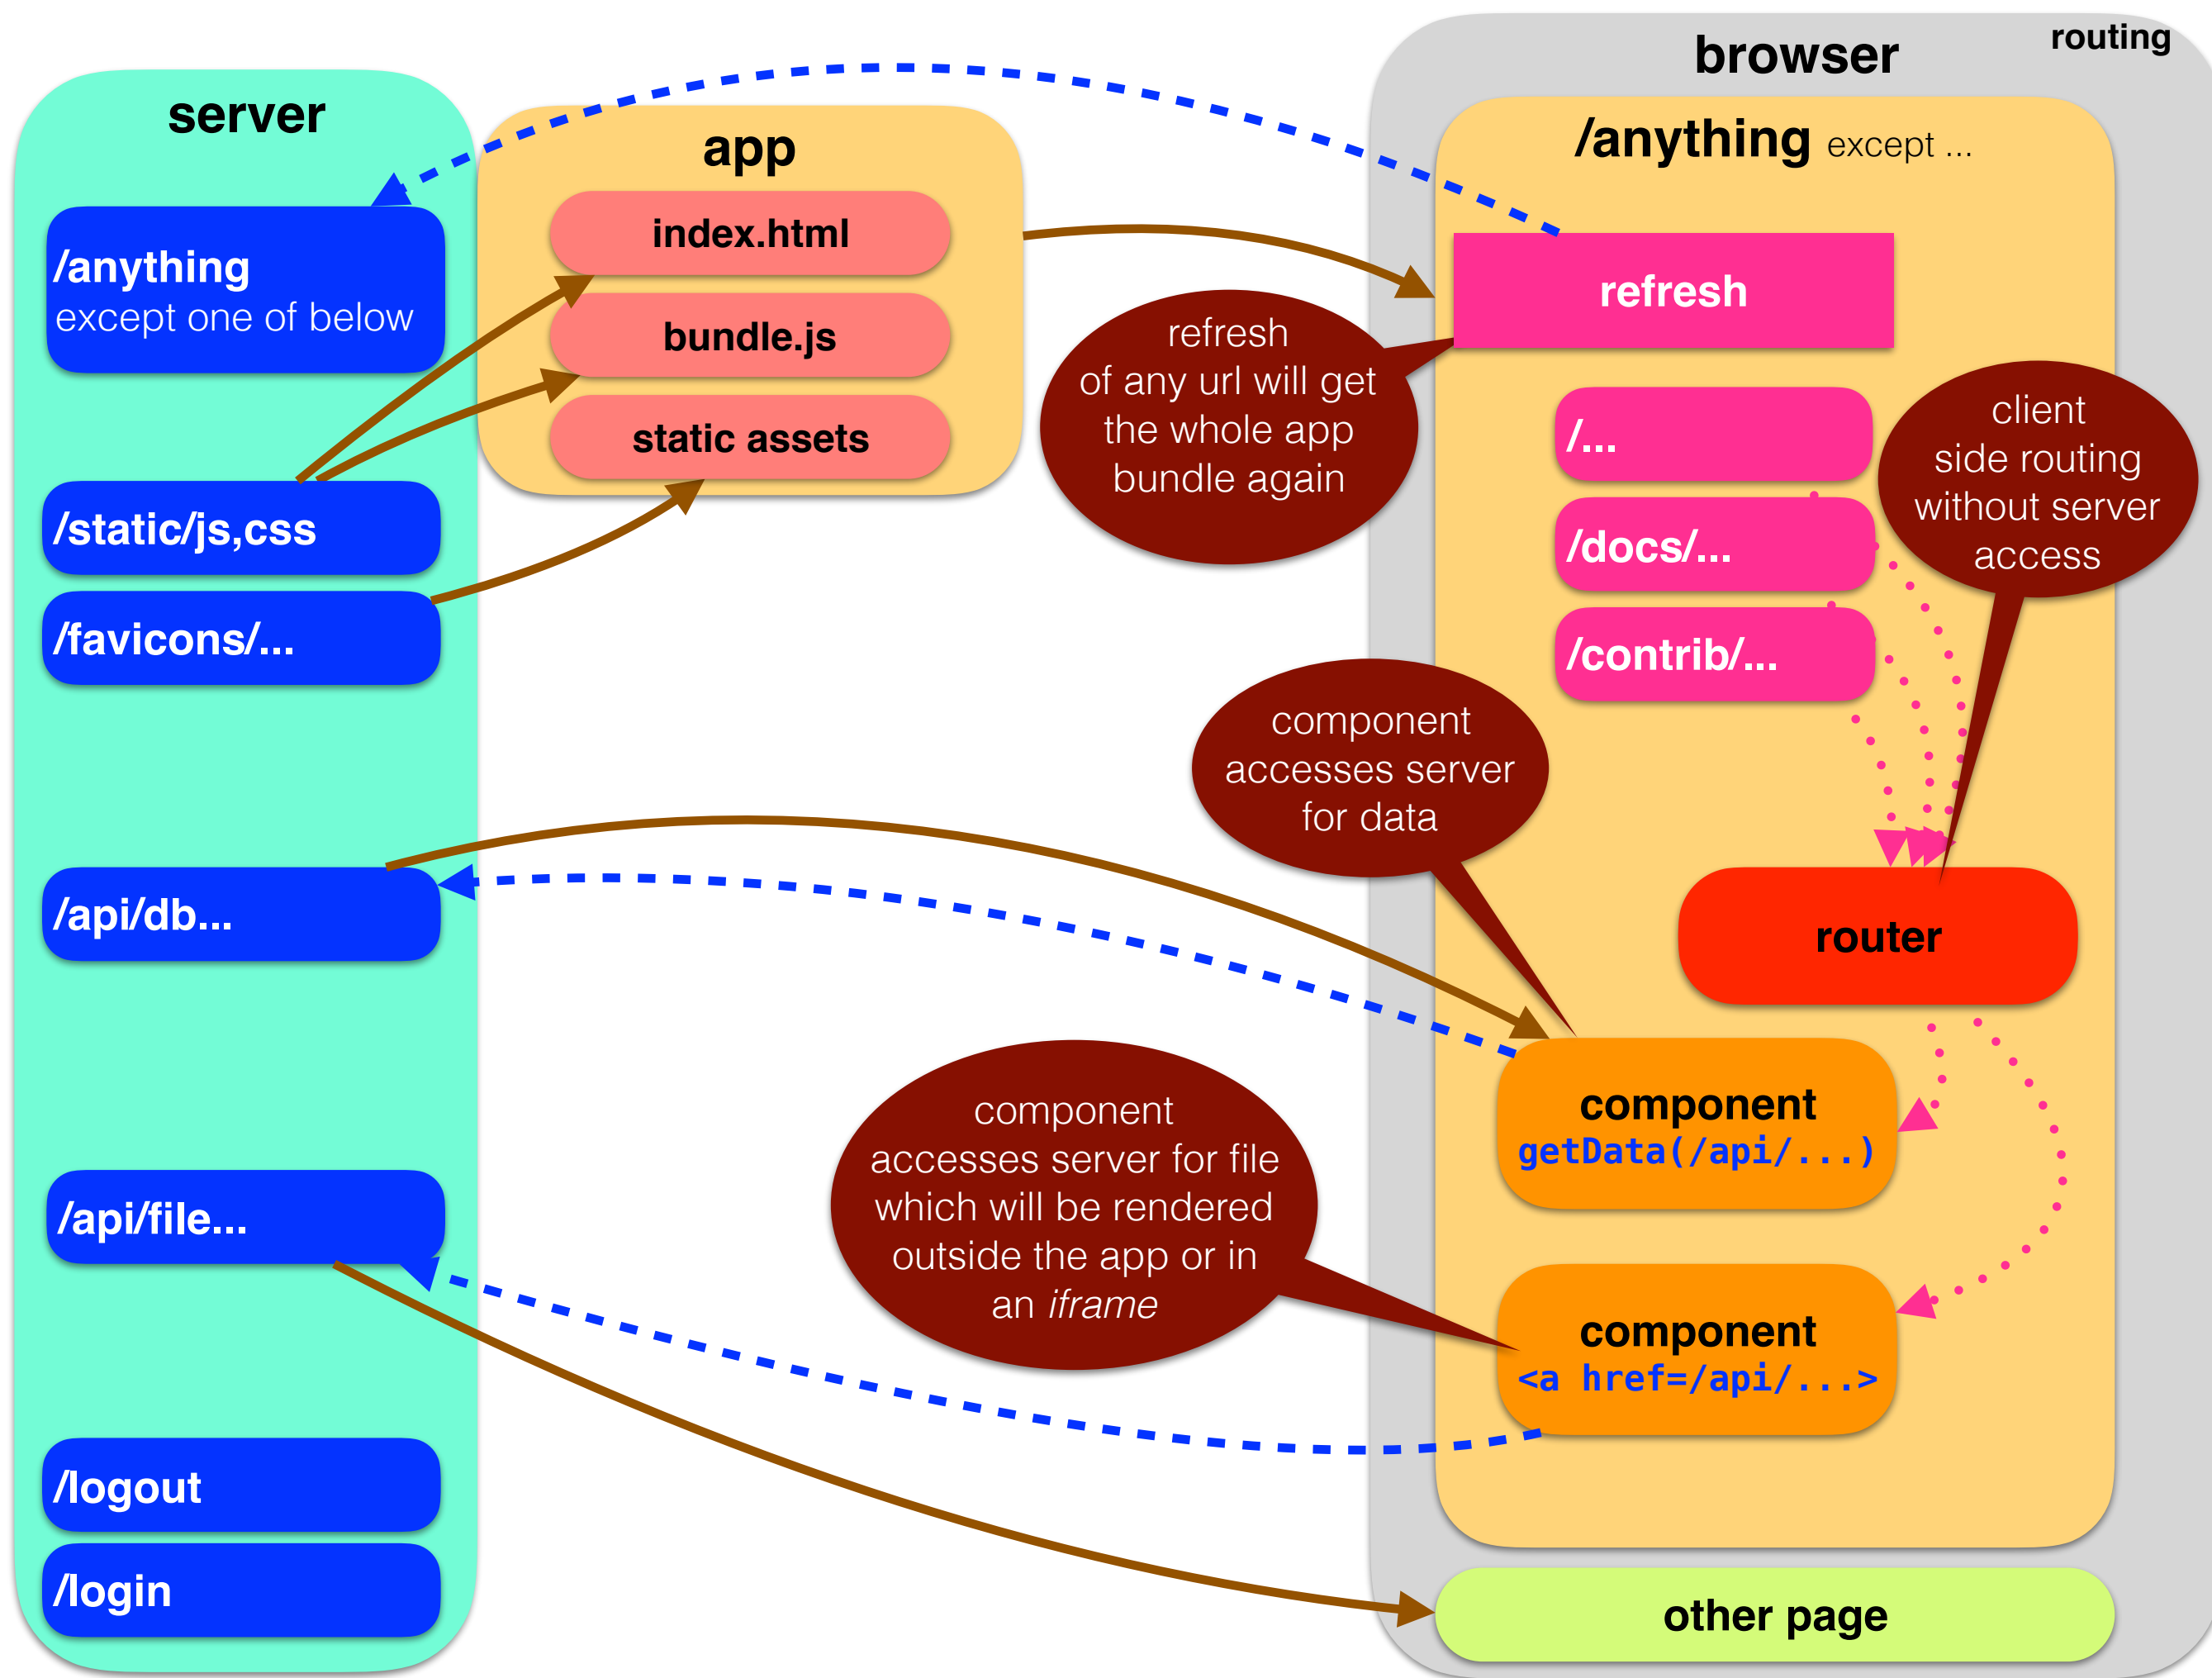 routing
browser
server
app
/anything except ...
/anything
except one of below
index.html
bundle.js
static assets
refresh
refresh
of any url will get
the whole app
bundle again
/...
/docs/...
/contrib/...
client
side routing
without server
access
/static/js,css
/favicons/...
component
accesses server
for data
/api/db...
router
component
getData(/api/...)
component
accesses server for file
which will be rendered
outside the app or in
an iframe
/api/file...
component
<a href=/api/...>
/logout
/login
other page